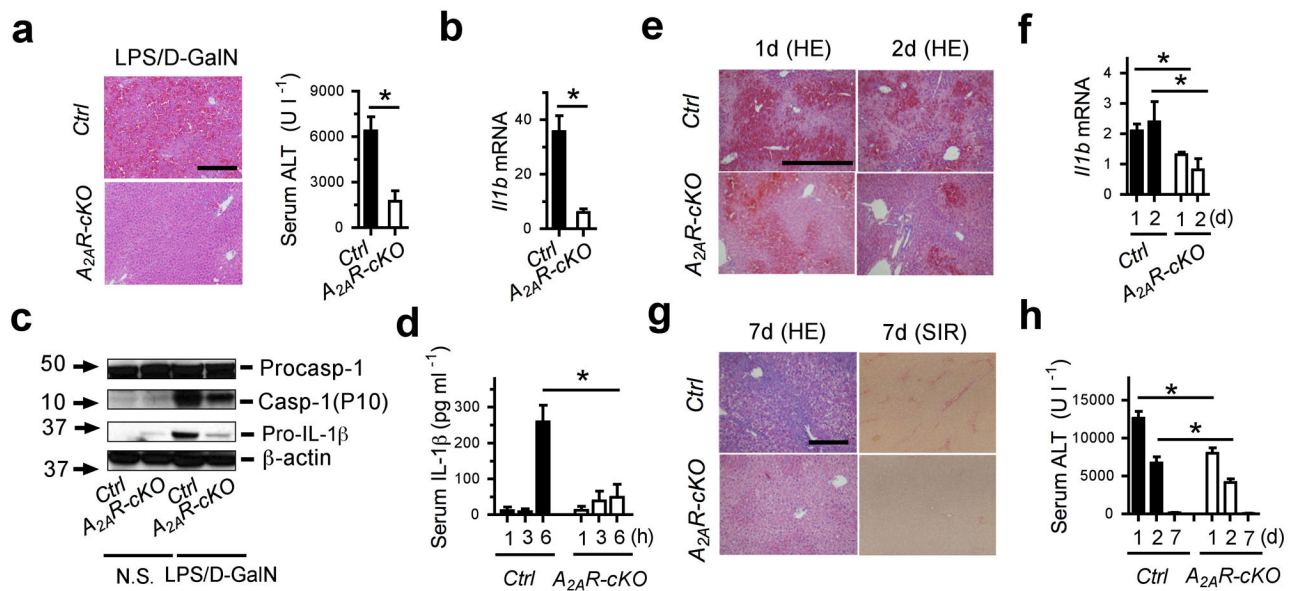 a
LPS/D-GalN
Ctrl
A2AR-cKO
Serum ALT (U l-1)
9000
6000
3000
0
*
Ctrl
A2AR-cKO
b
Il1b mRNA
40
20
0
*
Ctrl
A2AR-cKO
c
50
Procasp-1
10
Casp-1(P10)
37
Pro-IL-1β
37
β-actin
Ctrl
A2AR-cKO
Ctrl
A2AR-cKO
N.S.
LPS/D-GalN
d
Serum IL-1β (pg ml-1)
300
200
100
0
*
1 3 6 1 3 6 (h)
Ctrl A2AR-cKO
e
1d (HE) 2d (HE)
Ctrl
A2AR-cKO
f
Il1b mRNA
4
3
2
1
0
*
*
1 2 1 2 (d)
Ctrl
A2AR-cKO
g
7d (HE) 7d (SIR)
Ctrl
A2AR-cKO
h
Serum ALT (U l-1)
15000
10000
5000
0
*
*
1 2 7 1 2 7 (d)
Ctrl A2AR-cKO